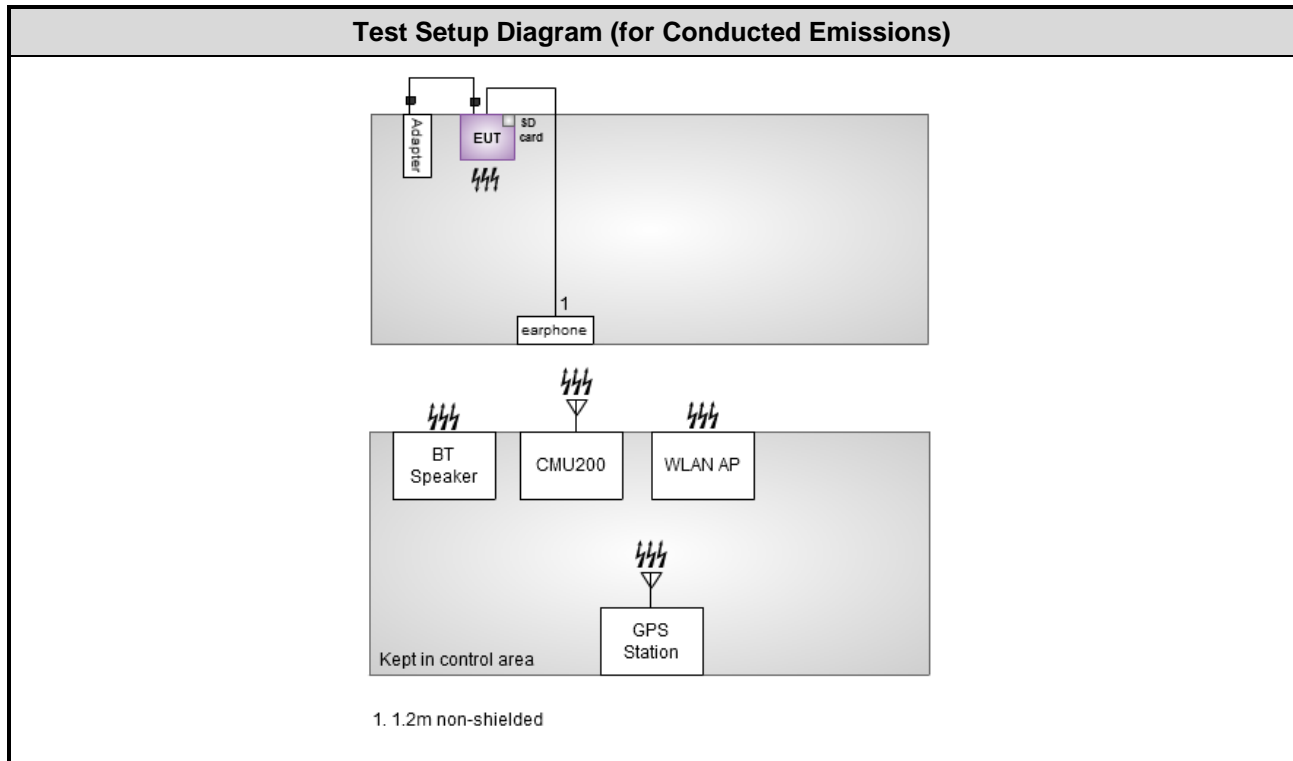 Test Setup Diagram (for Conducted Emissions)
Adapter
EUT
SD
card
1
earphone
BT
Speaker
CMU200
WLAN AP
GPS
Station
Kept in control area
1. 1.2m non-shielded